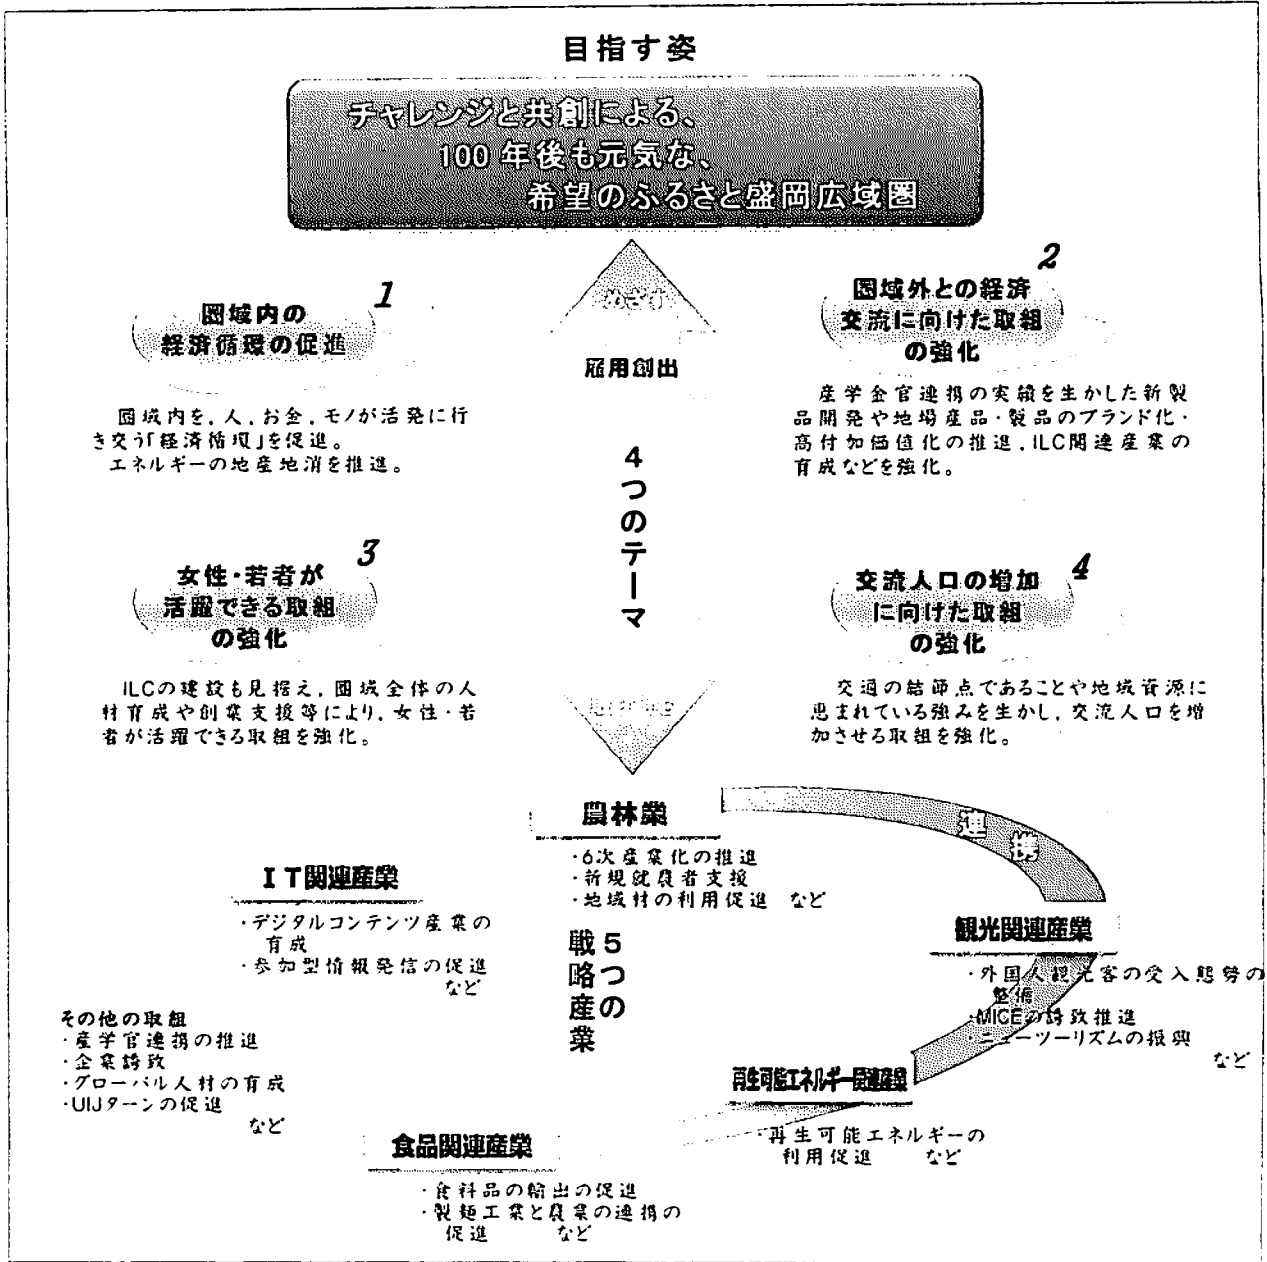 目指す姿
チャレンジと共創による、
100年後も元気な、
希望のふるさと盛岡広域圏
めざす
雇用創出
1
圏域内の
経済循環の促進
圏域内を，人，お金，モノが活発に行
き交う「経済循環」を促進。
エネルギーの地産地消を推進。
2
圏域外との経済
交流に向けた取組
の強化
産学金官連携の実績を生かした新製
品開発や地場産品・製品のブランド化・
高付加価値化の推進，ILC関連産業の
育成などを強化。
4つのテーマ
3
女性・若者が
活躍できる取組
の強化
ILCの建設も見据え，圏域全体の人
材育成や創業支援等により，女性・若
者が活躍できる取組を強化。
4
交流人口の増加
に向けた取組
の強化
交通の結節点であることや地域資源に
恵まれている強みを生かし，交流人口を増
加させる取組を強化。
農林業
・6次産業化の推進
・新規就農者支援
・地域材の利用促進　など
連携
IT関連産業
・デジタルコンテンツ産業の
育成
・参加型情報発信の促進
など
5つの
戦略産業
観光関連産業
・外国人観光客の受入態勢の
整備
・MICEの誘致推進
・ニューツーリズムの振興
など
その他の取組
・産学官連携の推進
・企業誘致
・グローバル人材の育成
・UIJターンの促進
など
再生可能エネルギー関連産業
・再生可能エネルギーの
利用促進　など
食品関連産業
・食料品の輸出の促進
・製麺工業と農業の連携の
促進　など